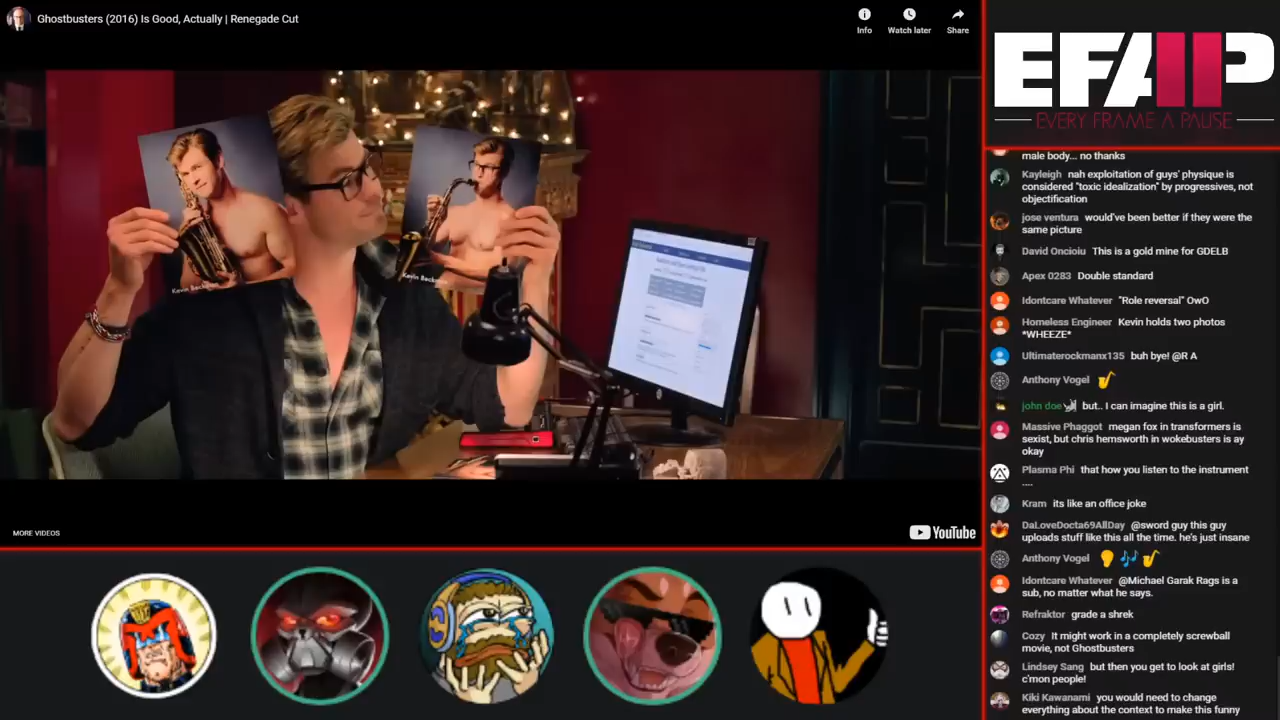 Ghostbusters (2016) Is Good, Actually | Renegade Cut
Info
Watch later
Share
MORE VIDEOS
YouTube
EFAP
EVERY FRAME A PAUSE
male body... no thanks
Kayleigh nah exploitation of guys' physique is
considered "toxic idealization" by progressives, not
objectification
jose ventura would've been better if they were the
same picture
David Oncioiu This is a gold mine for GDELB
Apex 0283 Double standard
Idontcare Whatever "Role reversal" OwO
Homeless Engineer Kevin holds two photos
*WHEEZE*
Ultimaterockmanx135 buh bye! @R A
Anthony Vogel 🎷
john doe but.. I can imagine this is a girl.
Massive Phaggot megan fox in transformers is
sexist, but chris hemsworth in wokebusters is ay
okay
Plasma Phi that how you listen to the instrument
....
Kram its like an office joke
DaLoveDocta69AllDay @sword guy this guy
uploads stuff like this all the time. he's just insane
Anthony Vogel 👂🎶🎷
Idontcare Whatever @Michael Garak Rags is a
sub, no matter what he says.
Refraktor grade a shrek
Cozy It might work in a completely screwball
movie, not Ghostbusters
Lindsey Sang but then you get to look at girls!
c'mon people!
Kiki Kawanami you would need to change
everything about the context to make this funny